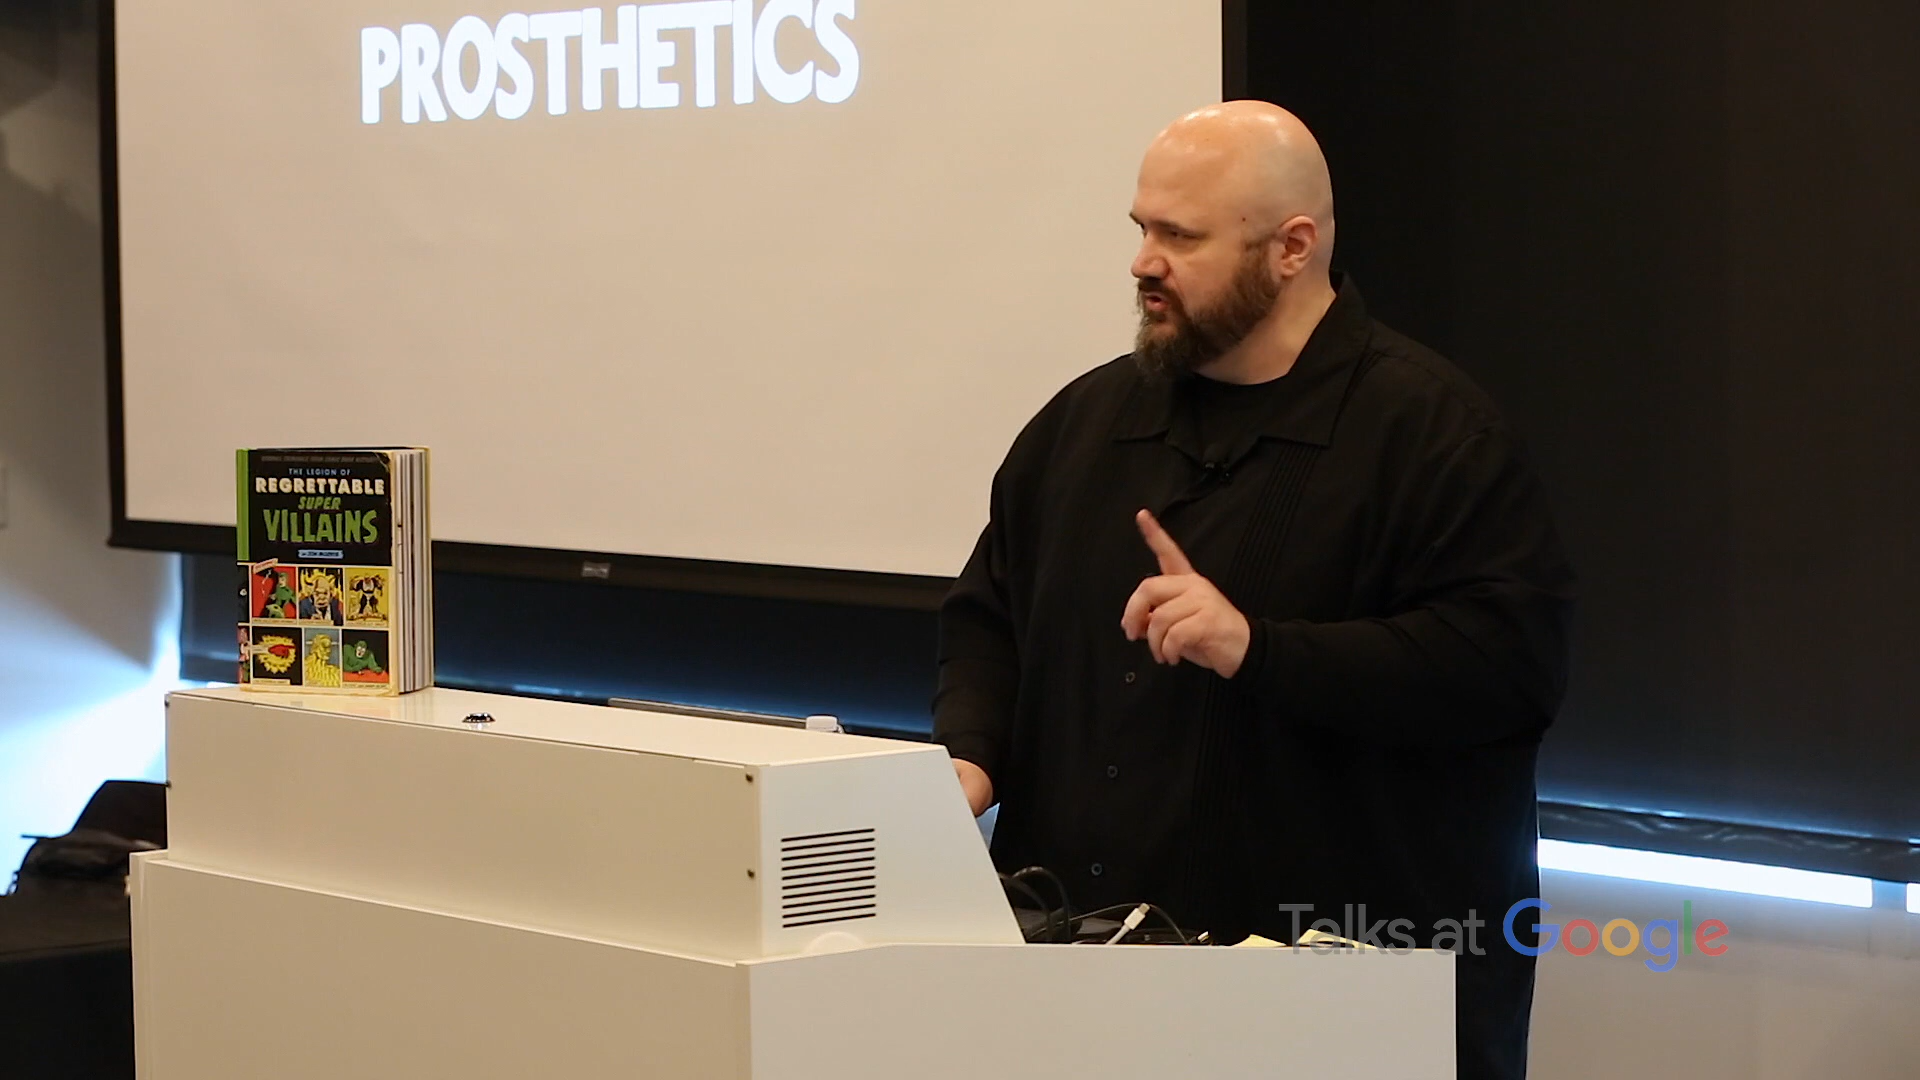 PROSTHETICS
THE LEGION OF
REGRETTABLE
SUPER
VILLAINS
Talks at Google